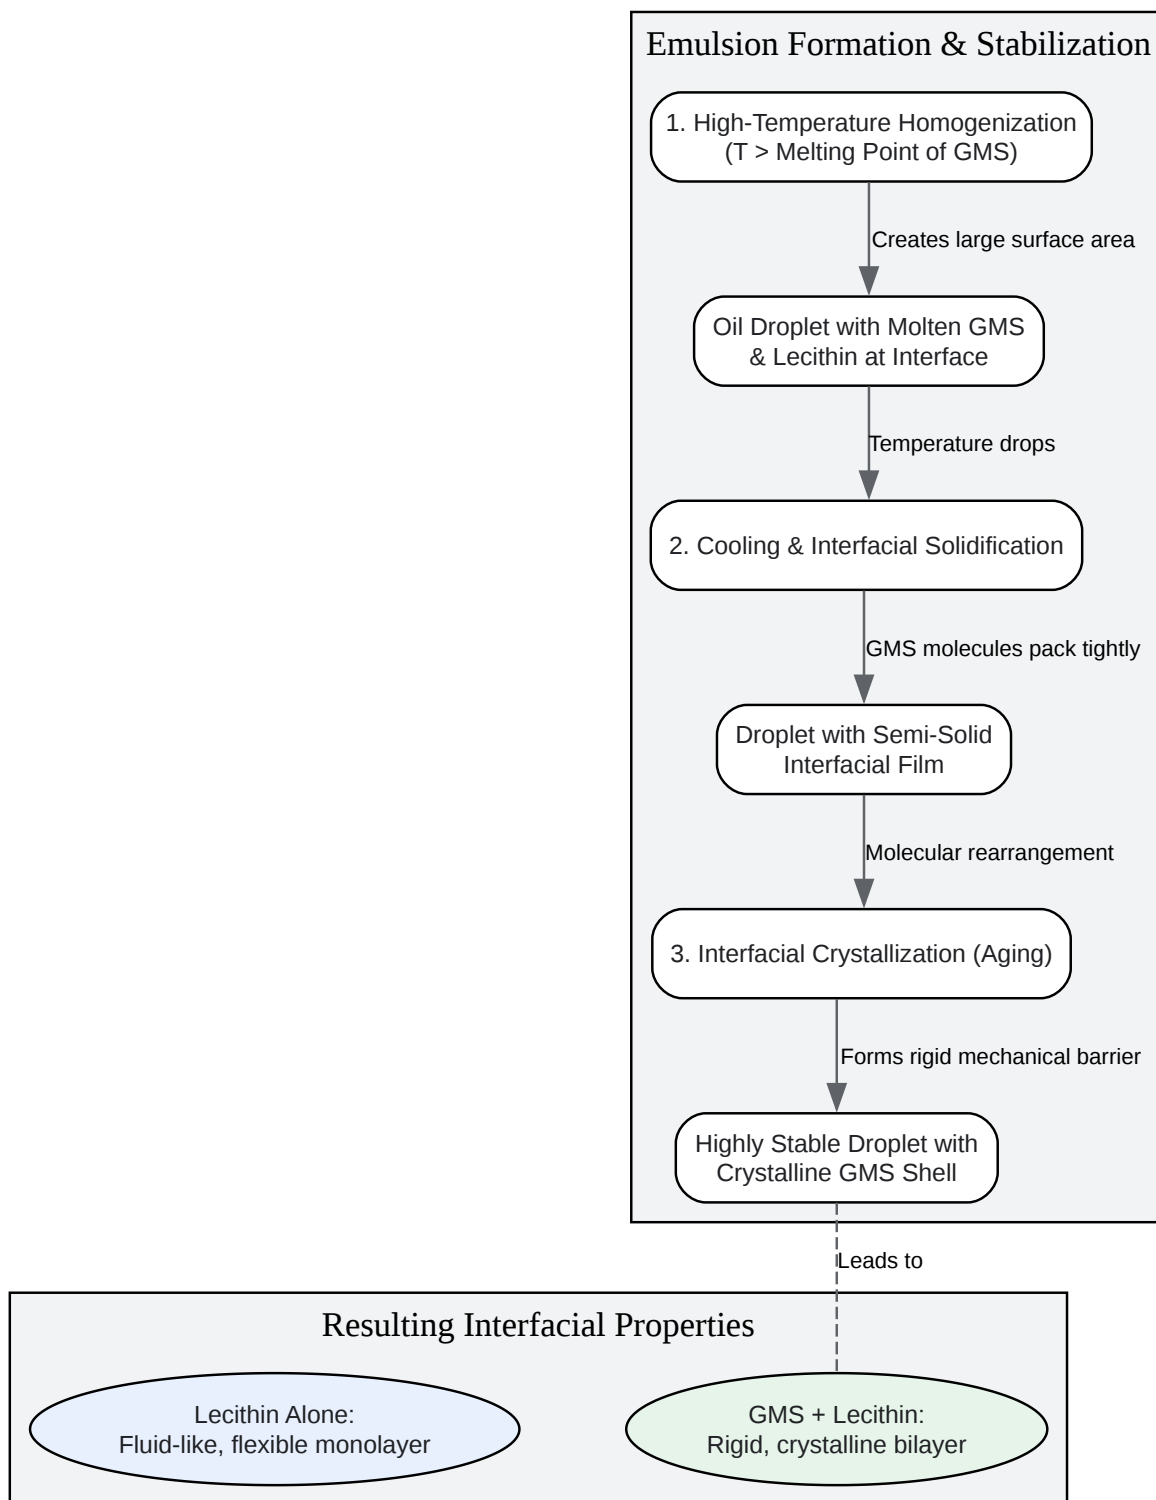 Emulsion Formation & Stabilization
1. High-Temperature Homogenization
(T > Melting Point of GMS)
Creates large surface area
Oil Droplet with Molten GMS
& Lecithin at Interface
Temperature drops
2. Cooling & Interfacial Solidification
GMS molecules pack tightly
Droplet with Semi-Solid
Interfacial Film
Molecular rearrangement
3. Interfacial Crystallization (Aging)
Forms rigid mechanical barrier
Highly Stable Droplet with
Crystalline GMS Shell
Leads to
Resulting Interfacial Properties
Lecithin Alone:
Fluid-like, flexible monolayer
GMS + Lecithin:
Rigid, crystalline bilayer